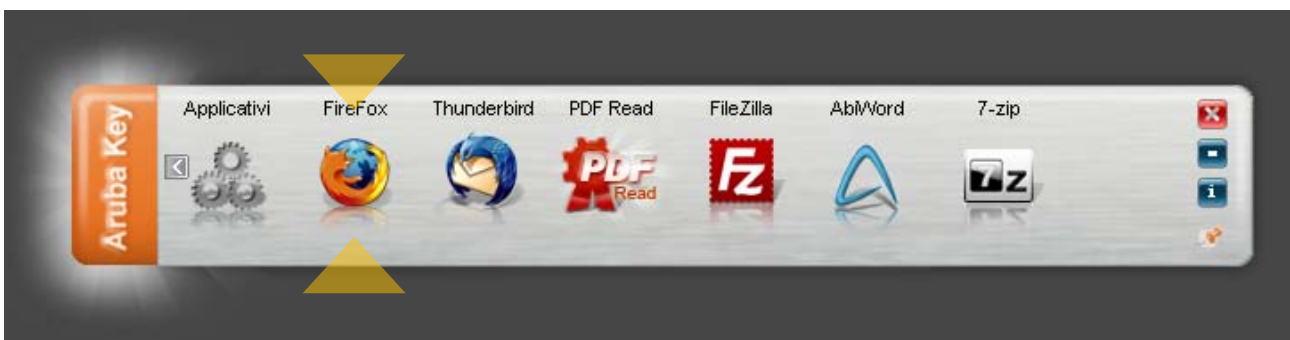 Aruba Key
Applicativi
FireFox
Thunderbird
PDF Read
FileZilla
AbiWord
7-zip
PDF
Read
FZ
7z